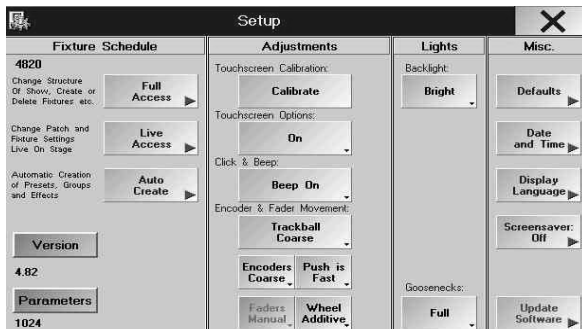 Setup
Fixture Schedule
4820
Change Structure
Of Show, Create or
Delete Fixtures etc.
Full
Access
Change Patch and
Fixture Settings
Live On Stage
Live
Access
Automatic Creation
of Presets, Groups
and Effects
Auto
Create
Version
4.82
Parameters
1024
Adjustments
Touchscreen Calibration:
Calibrate
Touchscreen Options:
On
Click & Beep:
Beep On
Encoder & Fader Movement:
Trackball
Coarse
Encoders
Coarse
Push is
Fast
Faders
Manual
Wheel
Additive
Lights
Backlight:
Bright
Goosenecks:
Full
Misc.
Defaults
Date
and Time
Display
Language
Screensaver:
Off
Update
Software